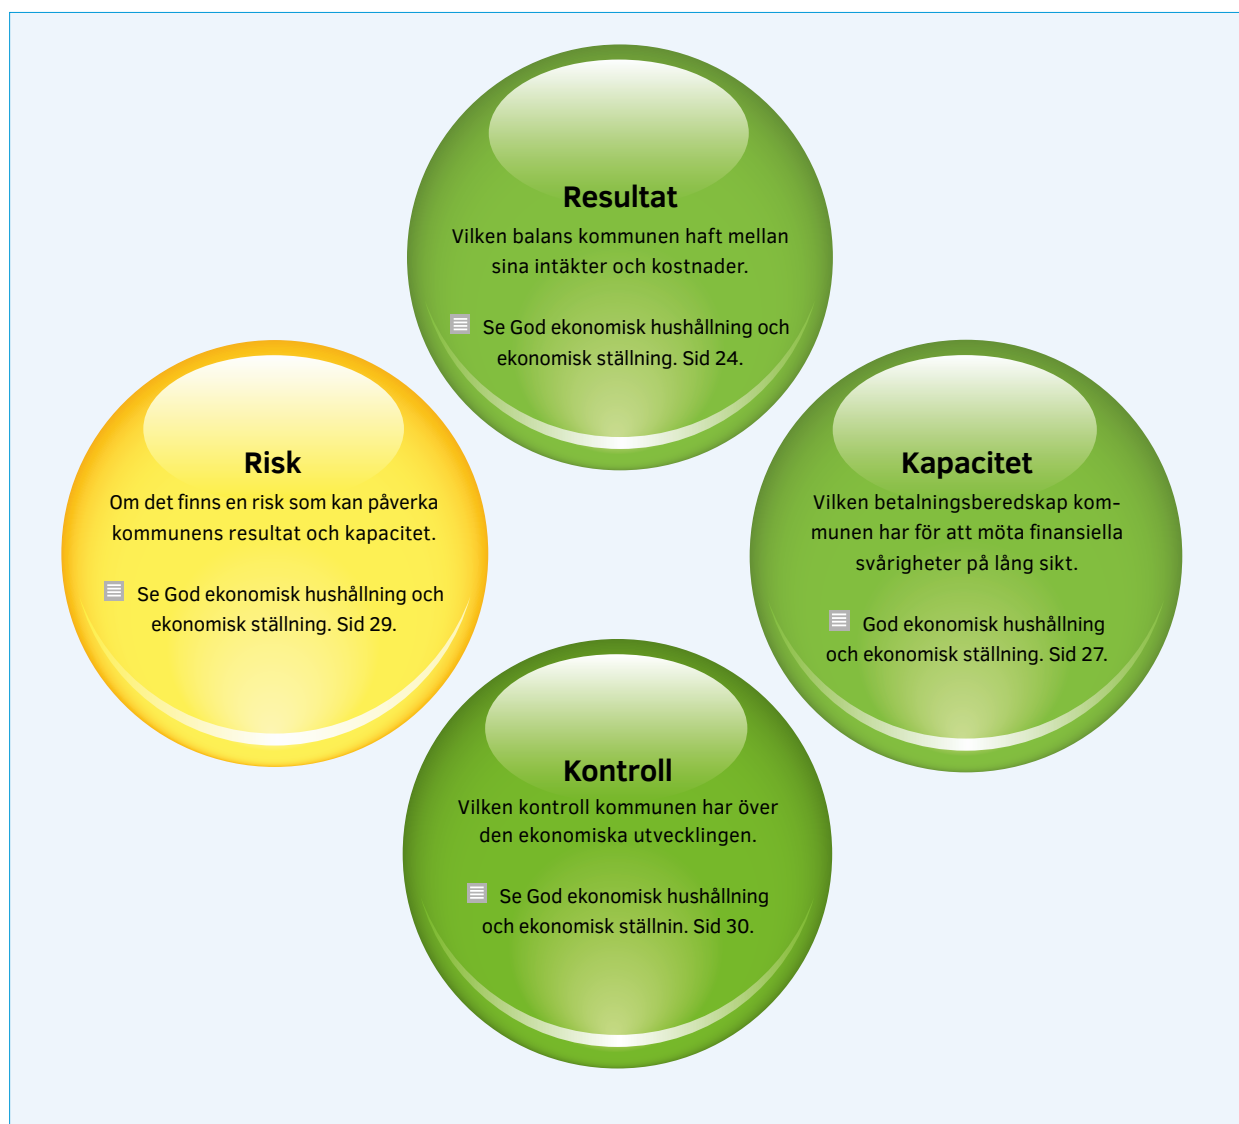 Resultat
Vilken balans kommunen haft mellan
sina intäkter och kostnader.
Se God ekonomisk hushållning och
ekonomisk ställning. Sid 24.
Risk
Om det finns en risk som kan påverka
kommunens resultat och kapacitet.
Se God ekonomisk hushållning och
ekonomisk ställning. Sid 29.
Kapacitet
Vilken betalningsberedskap kom-
munen har för att möta finansiella
svårigheter på lång sikt.
God ekonomisk hushållning
och ekonomisk ställning. Sid 27.
Kontroll
Vilken kontroll kommunen har över
den ekonomiska utvecklingen.
Se God ekonomisk hushållning
och ekonomisk ställnin. Sid 30.